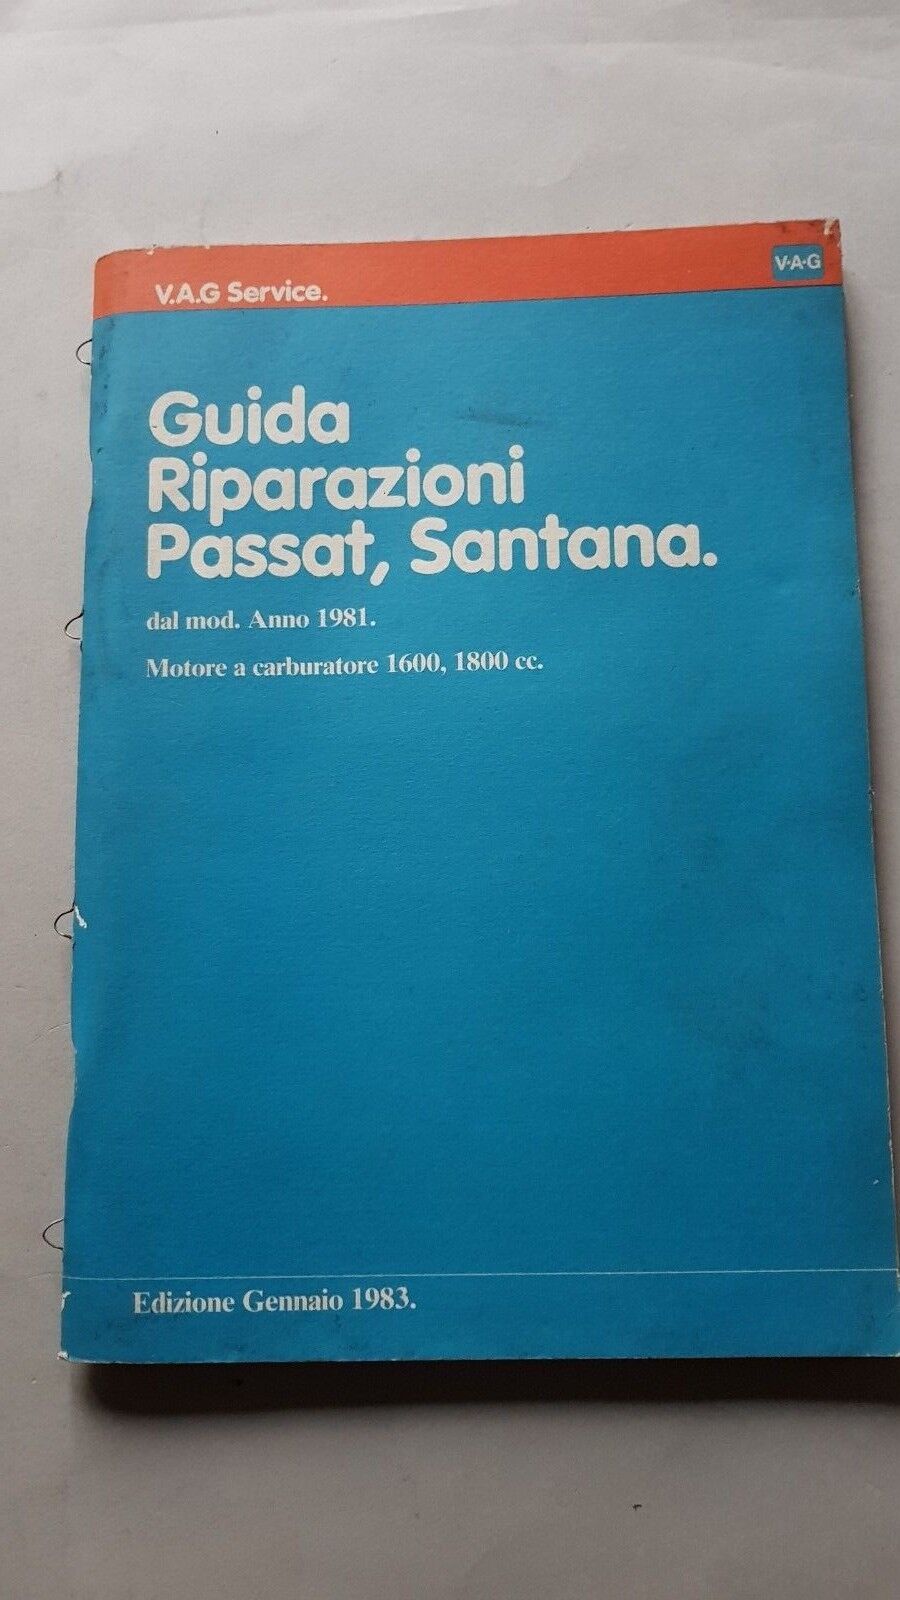 V.A.G Service.
V·A·G
Guida
Riparazioni
Passat, Santana.
dal mod. Anno 1981.
Motore a carburatore 1600, 1800 cc.
Edizione Gennaio 1983.